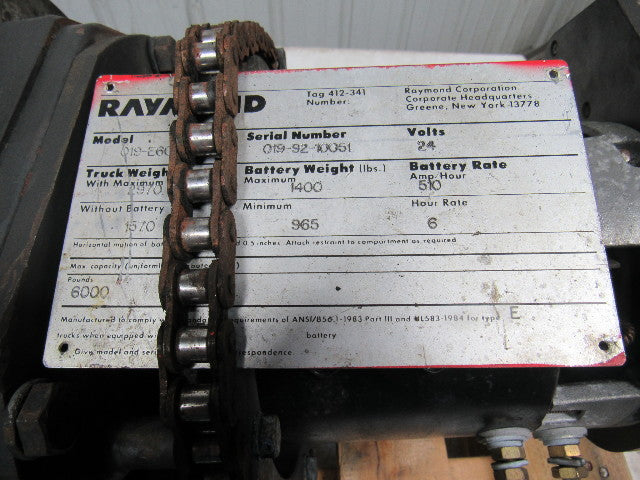 Tag 412-341 Raymond Corporation
Number: Corporate Headquarters
Greene, New York 13778
Model Serial Number Volts
019-92-10051 24
Truck Battery Weight (lbs.) Battery Rate
With Maximum Maximum Amp/Hour
1400 510
Without Battery Minimum Hour Rate
1570 965 6
Horizontal motion of 0.5 inches. Attach restraint to compartment as required
Max. capacity
Pounds
6000
Manufactured to comply requirements of ANSI/B56.1-1983 Part III and UL583-1984 for type E
trucks when equipped battery
Give model and